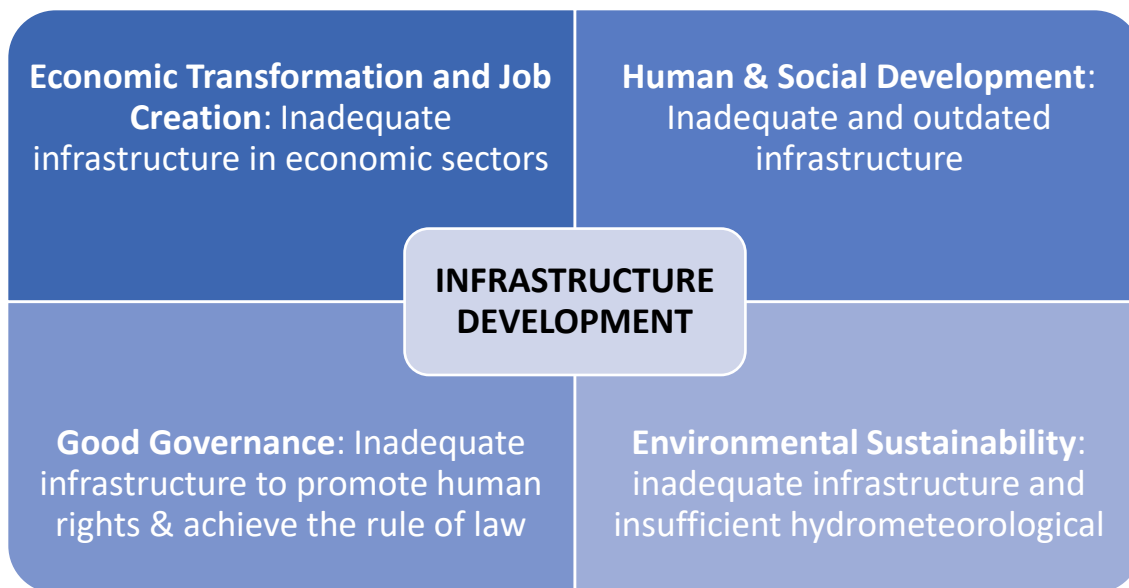 Economic Transformation and Job
Creation: Inadequate
infrastructure in economic sectors
Human & Social Development:
Inadequate and outdated
infrastructure
INFRASTRUCTURE
DEVELOPMENT
Good Governance: Inadequate
infrastructure to promote human
rights & achieve the rule of law
Environmental Sustainability:
inadequate infrastructure and
insufficient hydrometeorological